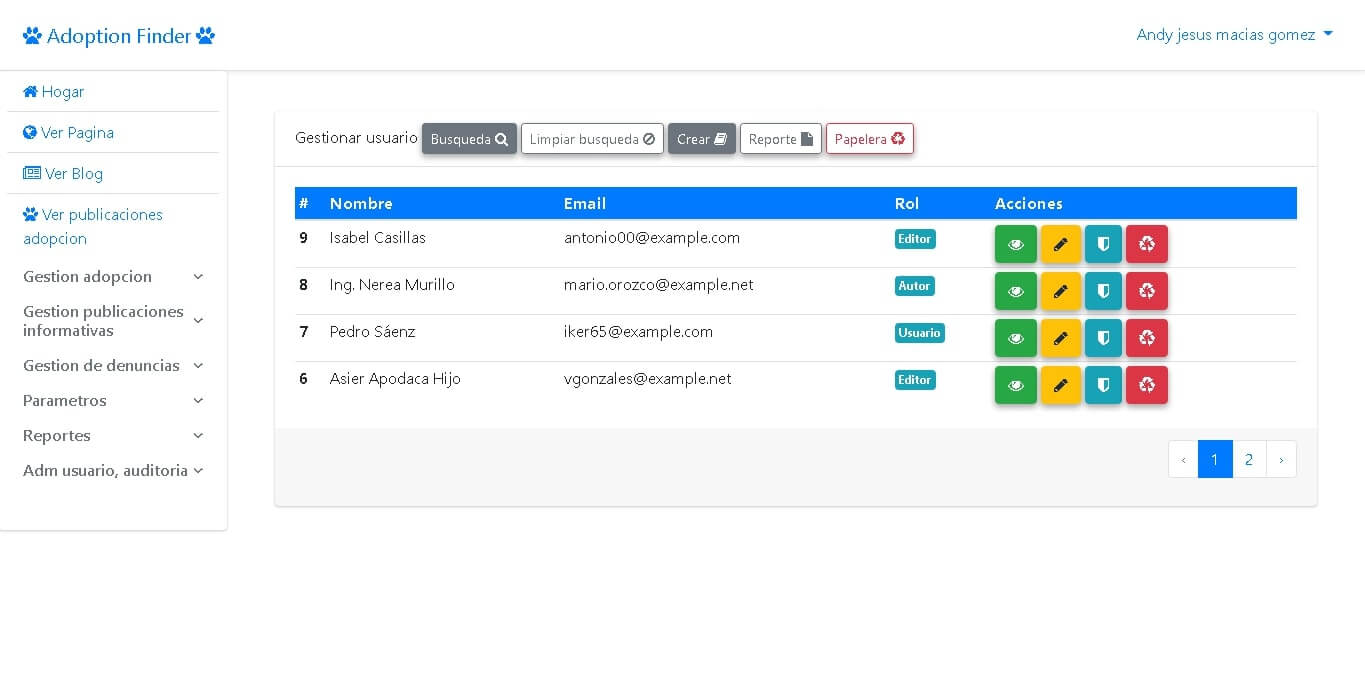 Adoption Finder
Andy jesus macias gomez
Hogar
Ver Pagina
Ver Blog
Ver publicaciones
adopcion
Gestion adopcion
Gestion publicaciones
informativas
Gestion de denuncias
Parametros
Reportes
Adm usuario, auditoria
Gestionar usuario Busqueda Limpiar busqueda Crear Reporte Papelera
# Nombre Email Rol Acciones
9 Isabel Casillas antonio00@example.com Editor
8 Ing. Nerea Murillo mario.orozco@example.net Autor
7 Pedro Sáenz iker65@example.com Usuario
6 Asier Apodaca Hijo vgonzales@example.net Editor
‹ 1 2 ›